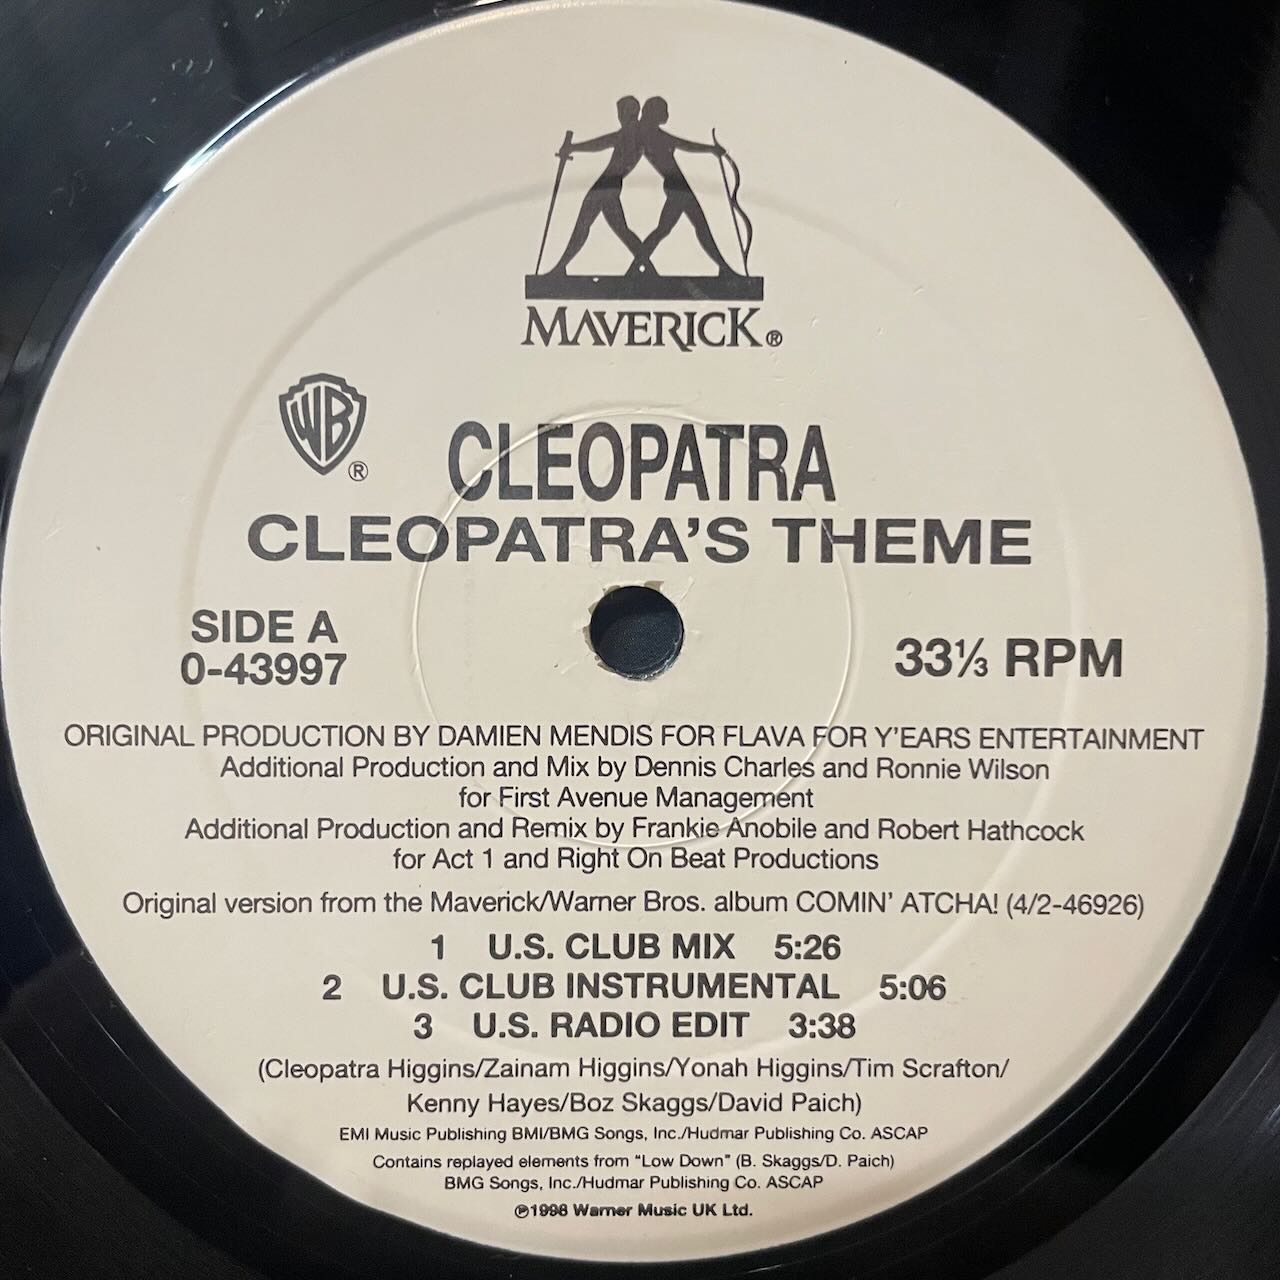 MAVERICK®
WB®
CLEOPATRA
CLEOPATRA'S THEME
SIDE A
0-43997
33⅓ RPM
ORIGINAL PRODUCTION BY DAMIEN MENDIS FOR FLAVA FOR Y'EARS ENTERTAINMENT
Additional Production and Mix by Dennis Charles and Ronnie Wilson
for First Avenue Management
Additional Production and Remix by Frankie Anobile and Robert Hathcock
for Act 1 and Right On Beat Productions
Original version from the Maverick/Warner Bros. album COMIN' ATCHA! (4/2-46926)
1 U.S. CLUB MIX 5:26
2 U.S. CLUB INSTRUMENTAL 5:06
3 U.S. RADIO EDIT 3:38
(Cleopatra Higgins/Zainam Higgins/Yonah Higgins/Tim Scrafton/
Kenny Hayes/Boz Skaggs/David Paich)
EMI Music Publishing BMI/BMG Songs, Inc./Hudmar Publishing Co. ASCAP
Contains replayed elements from "Low Down" (B. Skaggs/D. Paich)
BMG Songs, Inc./Hudmar Publishing Co. ASCAP
℗1998 Warner Music UK Ltd.